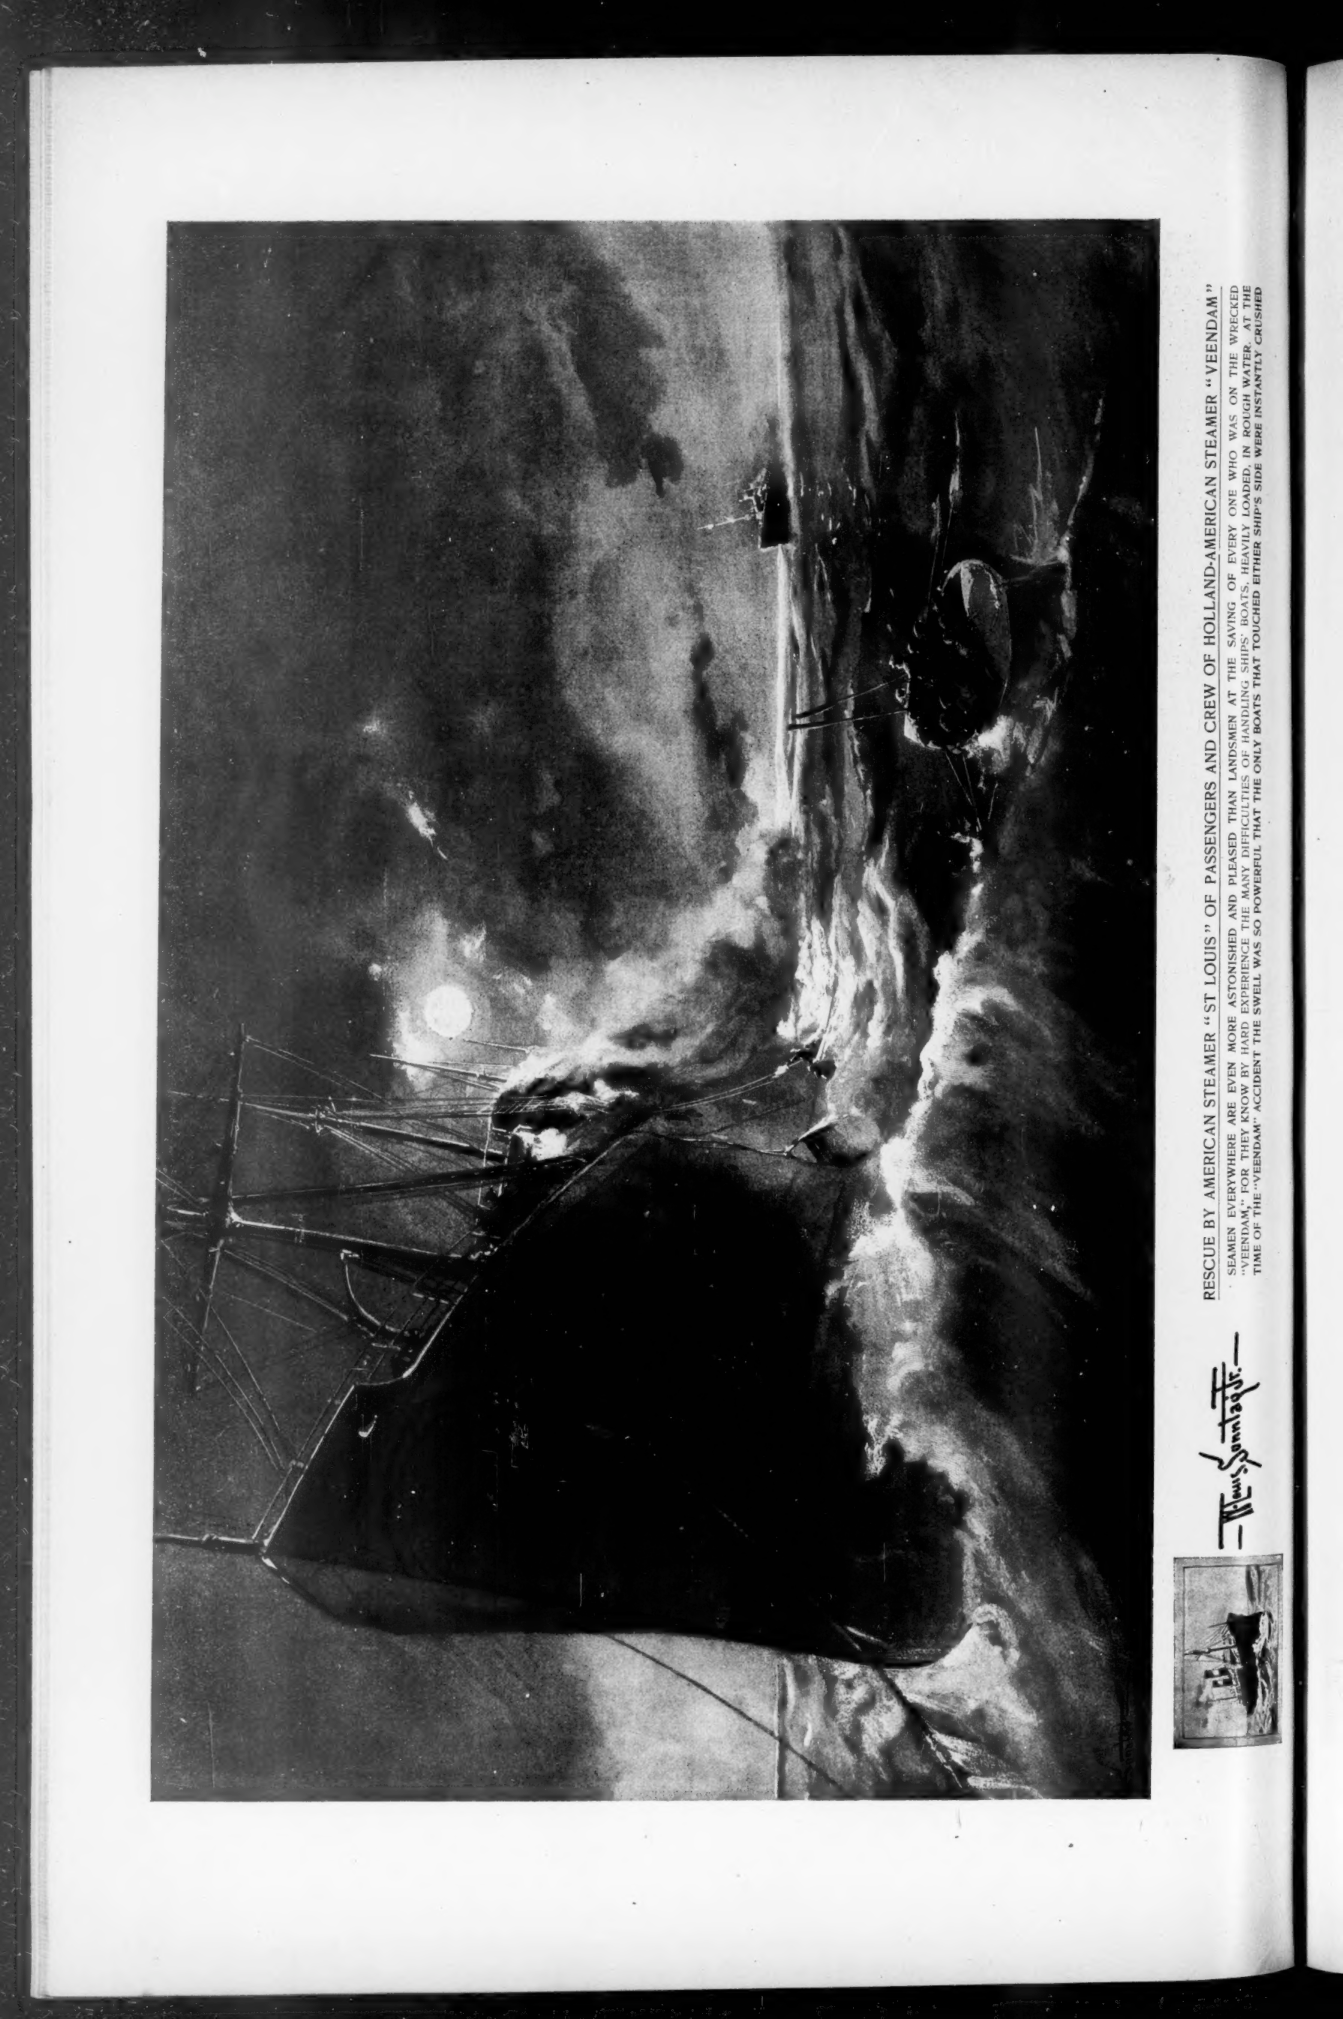 RESCUE BY AMERICAN STEAMER "ST LOUIS" OF PASSENGERS AND CREW OF HOLLAND-AMERICAN STEAMER "VEENDAM"
SEAMEN EVERYWHERE ARE EVEN MORE ASTONISHED AND PLEASED THAN LANDSMEN AT THE SAVING OF EVERY ONE WHO WAS ON THE WRECKED
"VEENDAM," FOR THEY KNOW BY HARD EXPERIENCE THE MANY DIFFICULTIES OF HANDLING SHIPS' BOATS, HEAVILY LOADED, IN ROUGH WATER. AT THE
TIME OF THE "VEENDAM" ACCIDENT THE SWELL WAS SO POWERFUL THAT THE ONLY BOATS THAT TOUCHED EITHER SHIP'S SIDE WERE INSTANTLY CRUSHED
—W. Louis. Sonntag, Jr.—